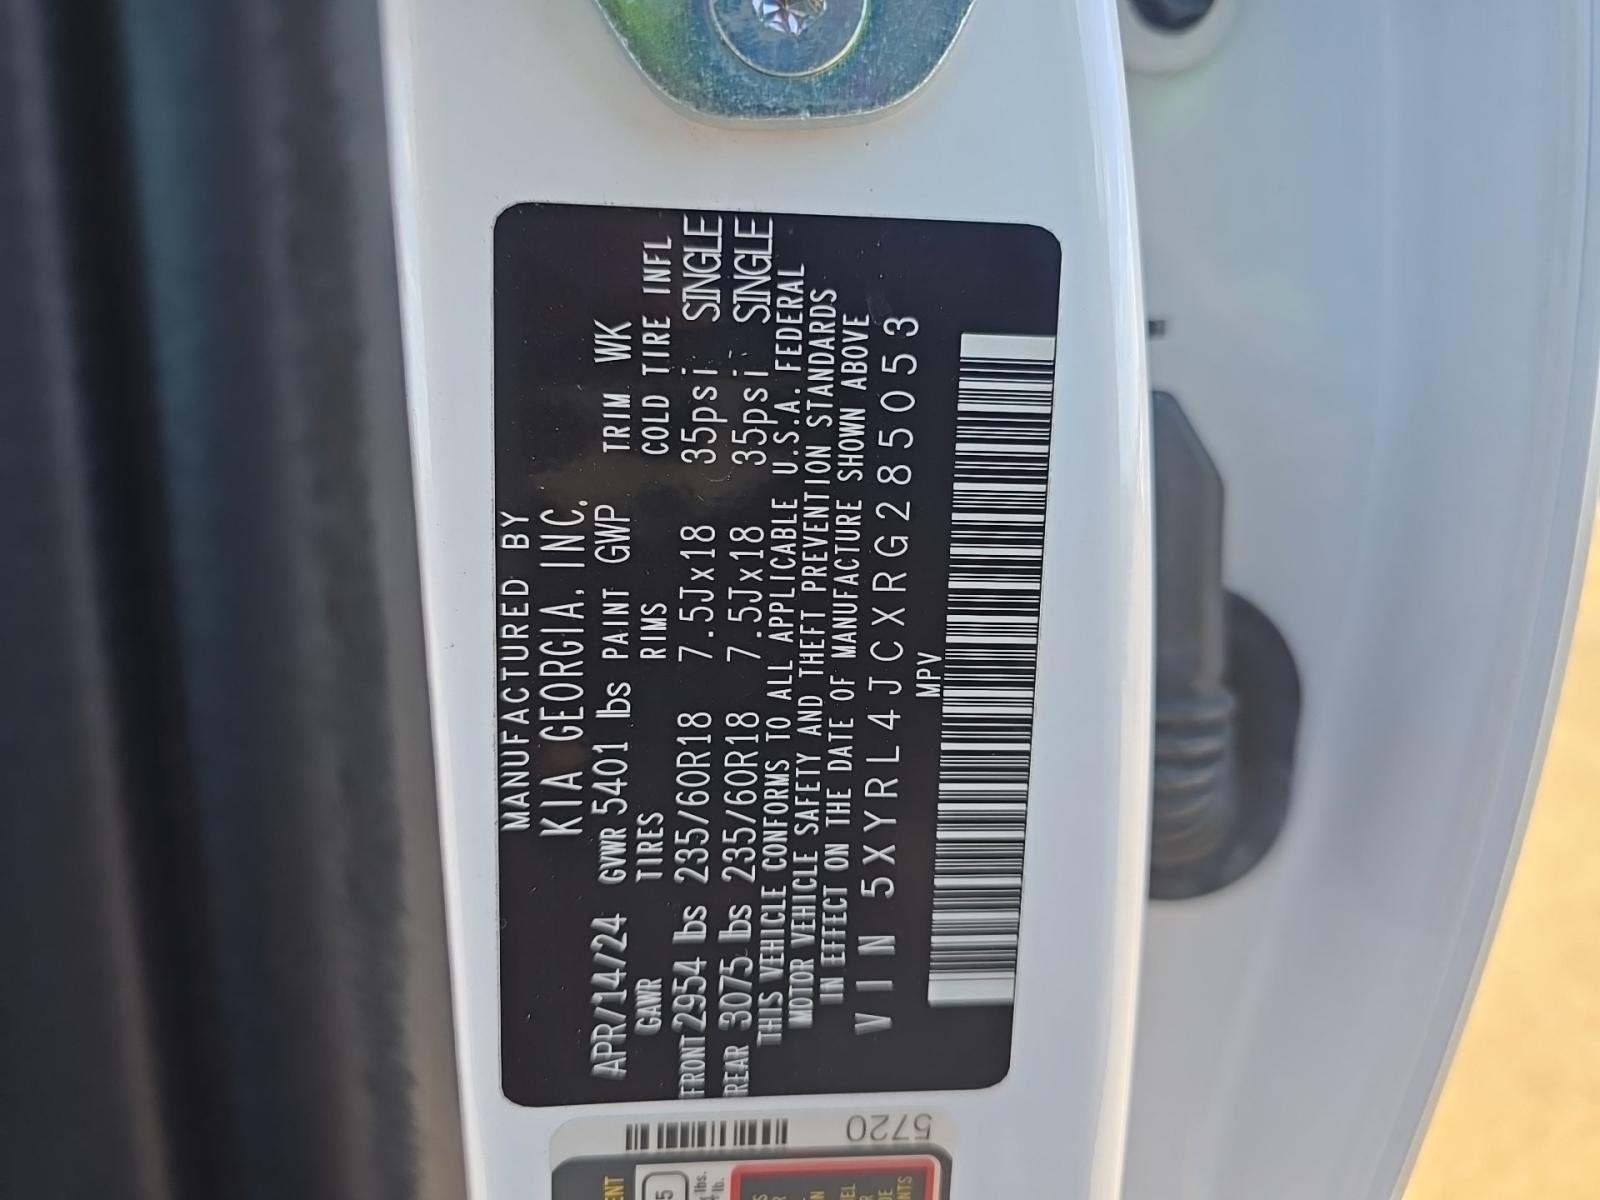 MANUFACTURED BY
KIA GEORGIA, INC.
APR/14/24 GVWR 5401 lbs PAINT GWP TRIM WK
GAWR TIRES RIMS COLD TIRE INFL
FRONT 2954 lbs 235/60R18 7.5Jx18 35psi SINGLE
REAR 3075 lbs 235/60R18 7.5Jx18 35psi SINGLE
THIS VEHICLE CONFORMS TO ALL APPLICABLE U.S.A. FEDERAL
MOTOR VEHICLE SAFETY AND THEFT PREVENTION STANDARDS
IN EFFECT ON THE DATE OF MANUFACTURE SHOWN ABOVE
VIN 5XYRL4JCXRG285053
MPV
5720